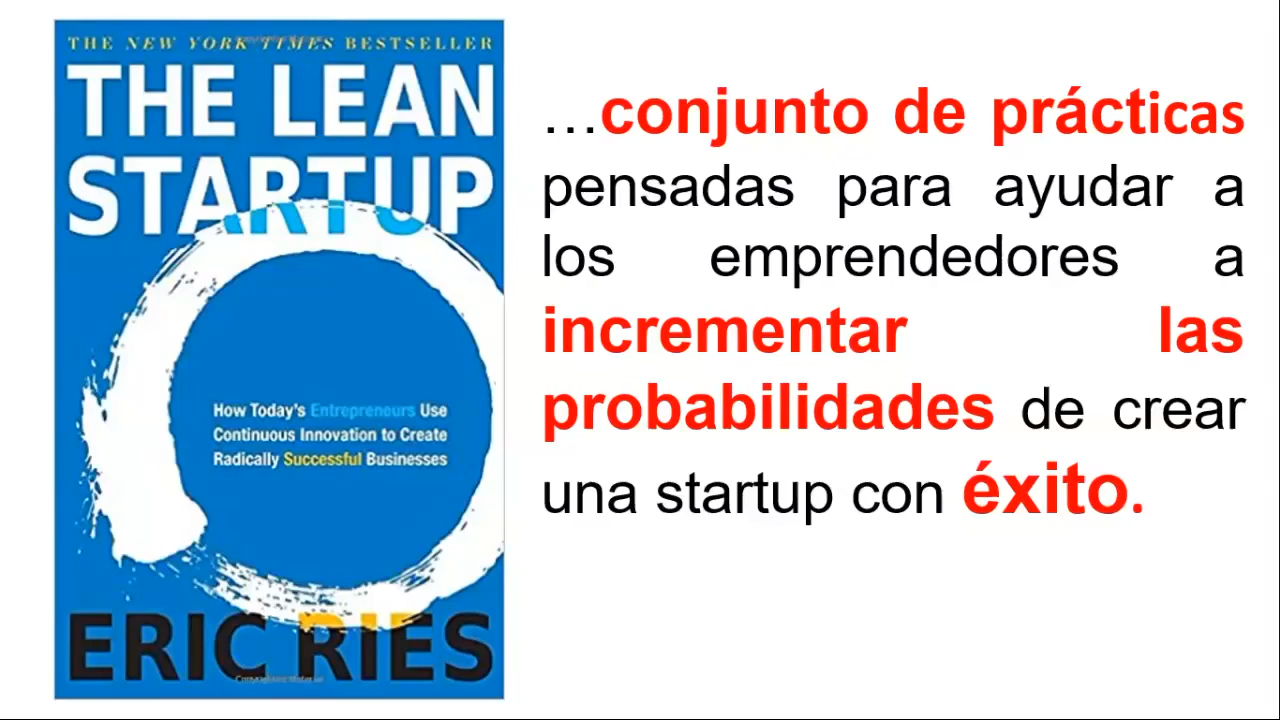 THE NEW YORK TIMES BESTSELLER
THE LEAN
STARTUP
How Today's Entrepreneurs Use
Continuous Innovation to Create
Radically Successful Businesses
ERIC RIES
…conjunto de prácticas
pensadas para ayudar a
los emprendedores a
incrementar las
probabilidades de crear
una startup con éxito.